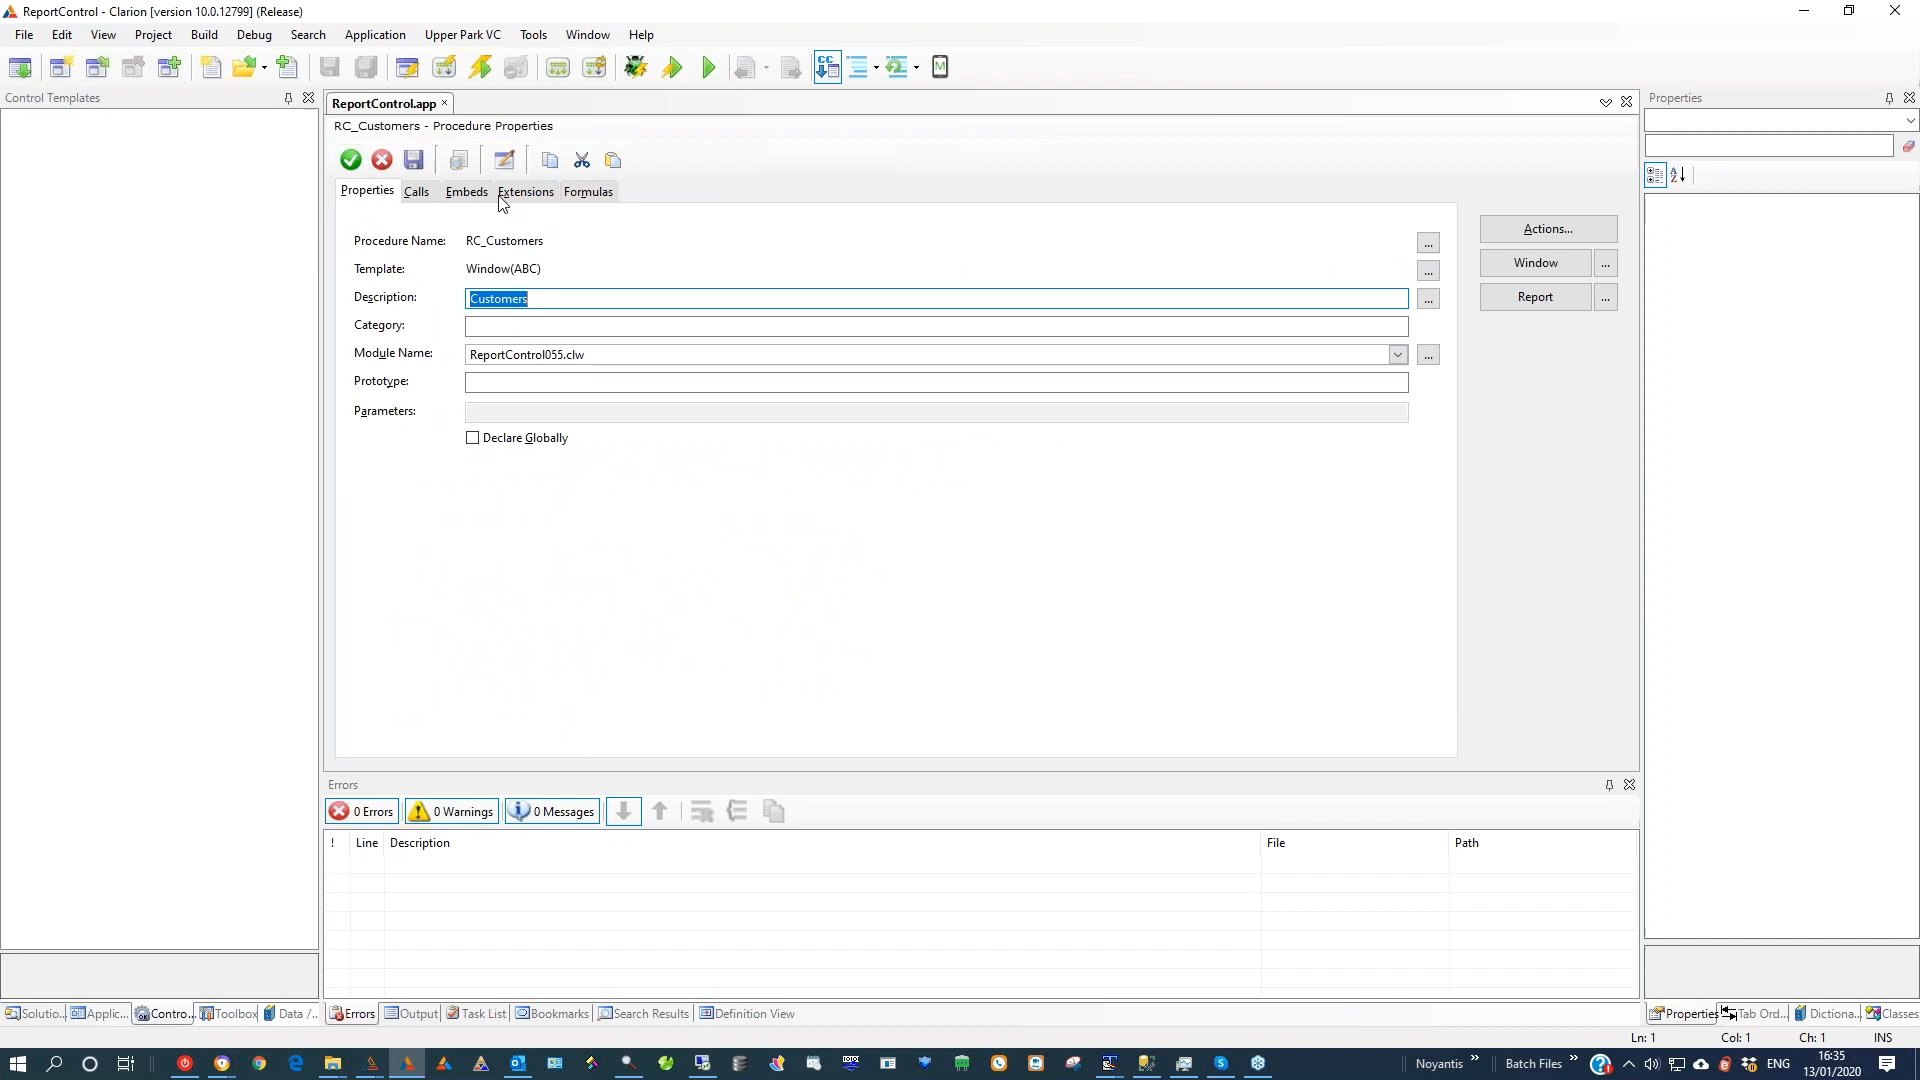 ReportControl - Clarion [version 10.0.12799] (Release)
File Edit View Project Build Debug Search Application Upper Park VC Tools Window Help
Control Templates
ReportControl.app
Properties
RC_Customers - Procedure Properties
Properties Calls Embeds Extensions Formulas
Procedure Name: RC_Customers
Actions...
Template: Window(ABC)
...
Window ...
Description: Customers
...
Report ...
Category:
Module Name: ReportControl055.clw
...
Prototype:
Parameters:
Declare Globally
Errors
0 Errors 0 Warnings 0 Messages
! Line Description File Path
Solutio... Applic... Contro... Toolbox Data /... Errors Output Task List Bookmarks Search Results Definition View Properties Tab Ord... Dictiona... Classes
Ln: 1 Col: 1 Ch: 1 INS
Noyantis » Batch Files » ENG 16:35
13/01/2020